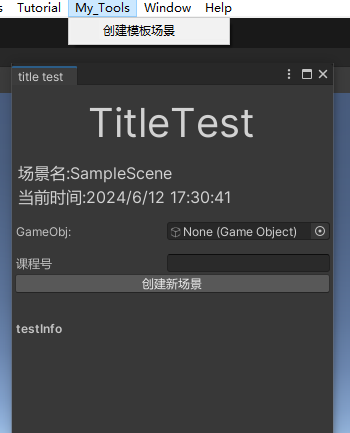 Tutorial My_Tools Window Help
创建模板场景
title test
TitleTest
场景名:SampleScene
当前时间:2024/6/12 17:30:41
GameObj: None (Game Object)
课程号
创建新场景
testInfo